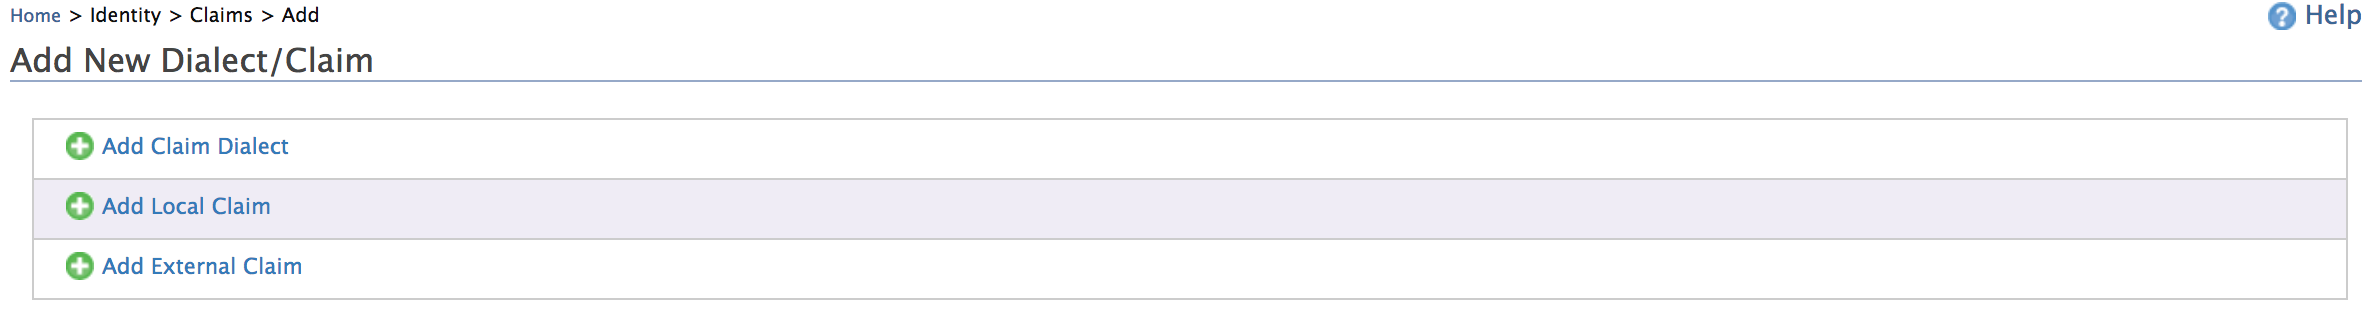 Home > Identity > Claims > Add
Help
Add New Dialect/Claim
Add Claim Dialect
Add Local Claim
Add External Claim